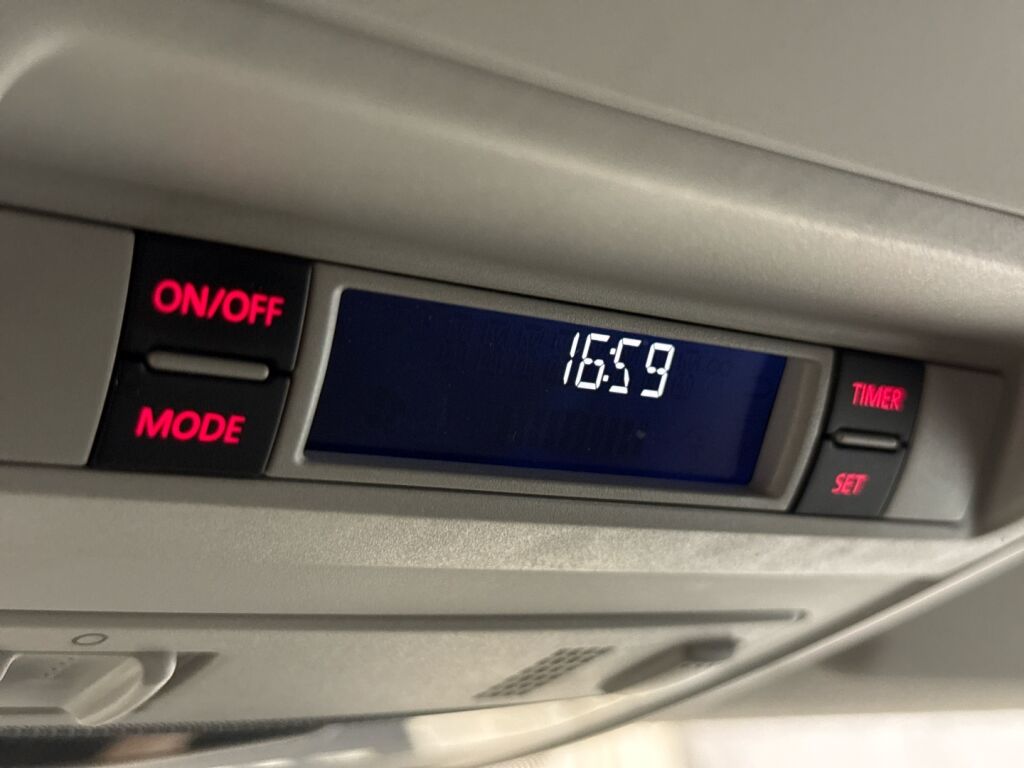 ON/OFF
MODE
16:59
TIMER
SET